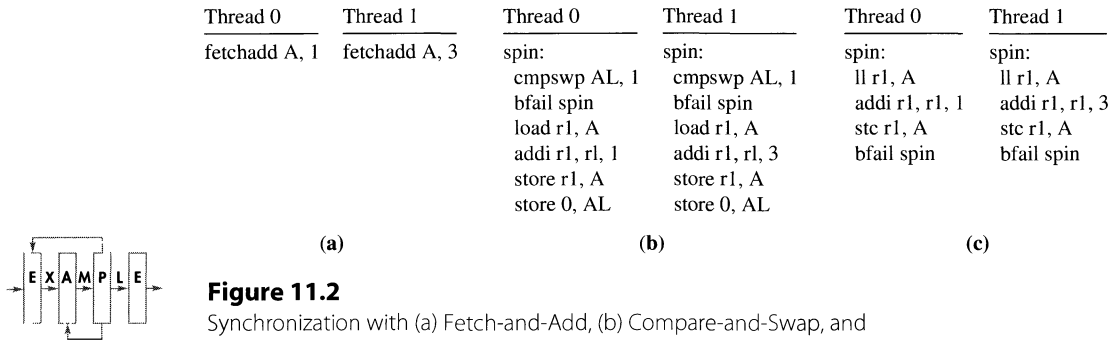 Thread 0 Thread 1 Thread 0 Thread 1 Thread 0 Thread 1
fetchadd A, 1 fetchadd A, 3 spin: spin: spin: spin:
cmpswp AL, 1 cmpswp AL, 1 ll r1, A ll r1, A
bfail spin bfail spin addi r1, r1, 1 addi r1, r1, 3
load r1, A load r1, A stc r1, A stc r1, A
addi r1, rl, 1 addi r1, rl, 3 bfail spin bfail spin
store r1, A store r1, A
store 0, AL store 0, AL
(a) (b) (c)
E X A M P L E
Figure 11.2
Synchronization with (a) Fetch-and-Add, (b) Compare-and-Swap, and